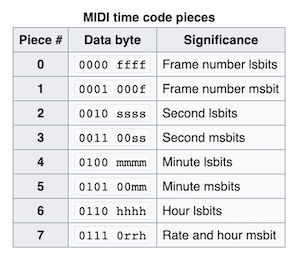 MIDI time code pieces
Piece # Data byte Significance
0 0000 ffff Frame number lsbits
1 0001 000f Frame number msbit
2 0010 ssss Second lsbits
3 0011 00ss Second msbits
4 0100 mmmm Minute lsbits
5 0101 00mm Minute msbits
6 0110 hhhh Hour lsbits
7 0111 0rrh Rate and hour msbit